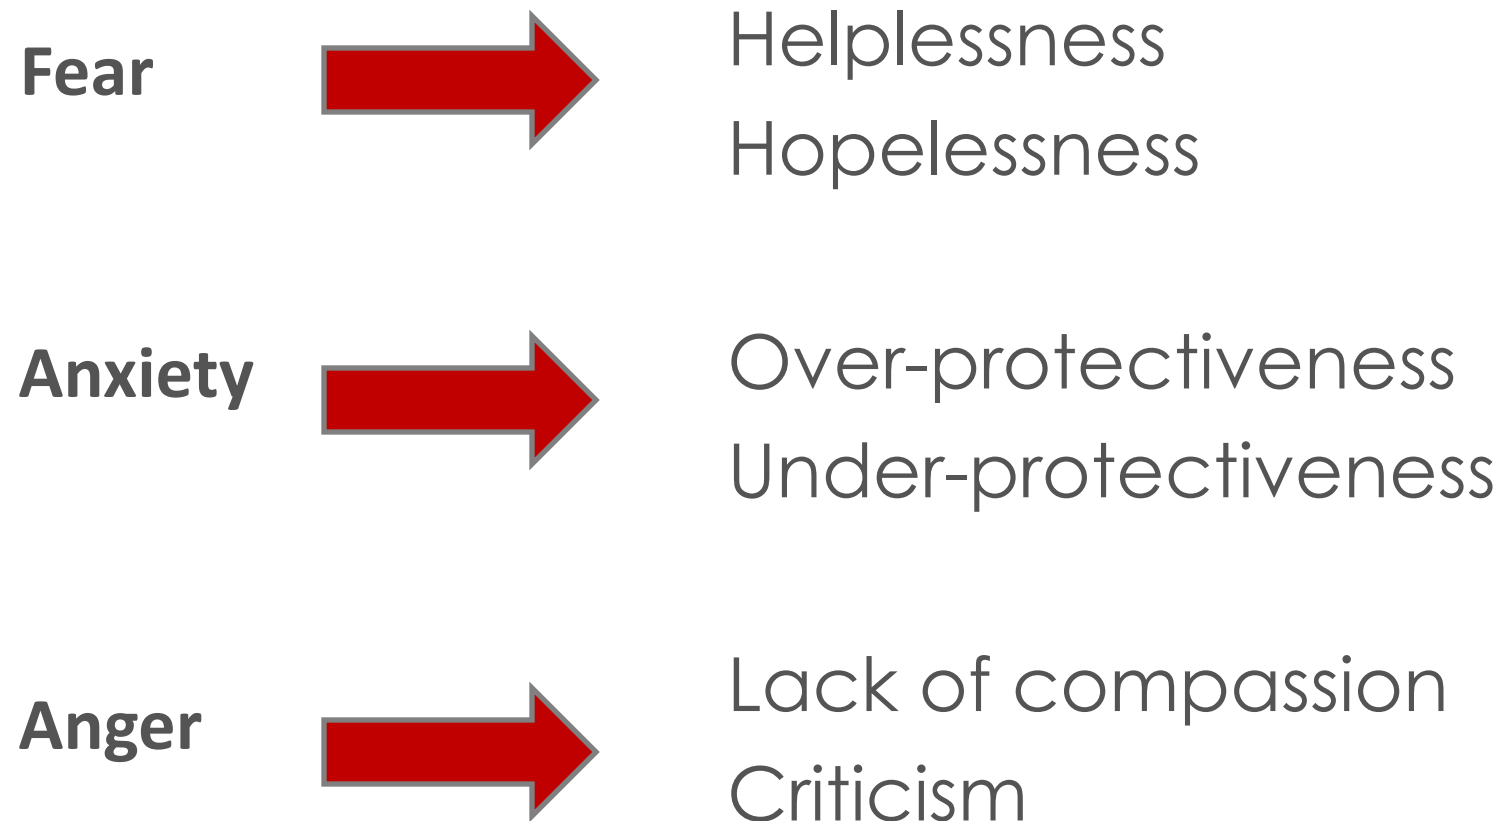 Fear
Helplessness
Hopelessness
Anxiety
Over-protectiveness
Under-protectiveness
Anger
Lack of compassion
Criticism